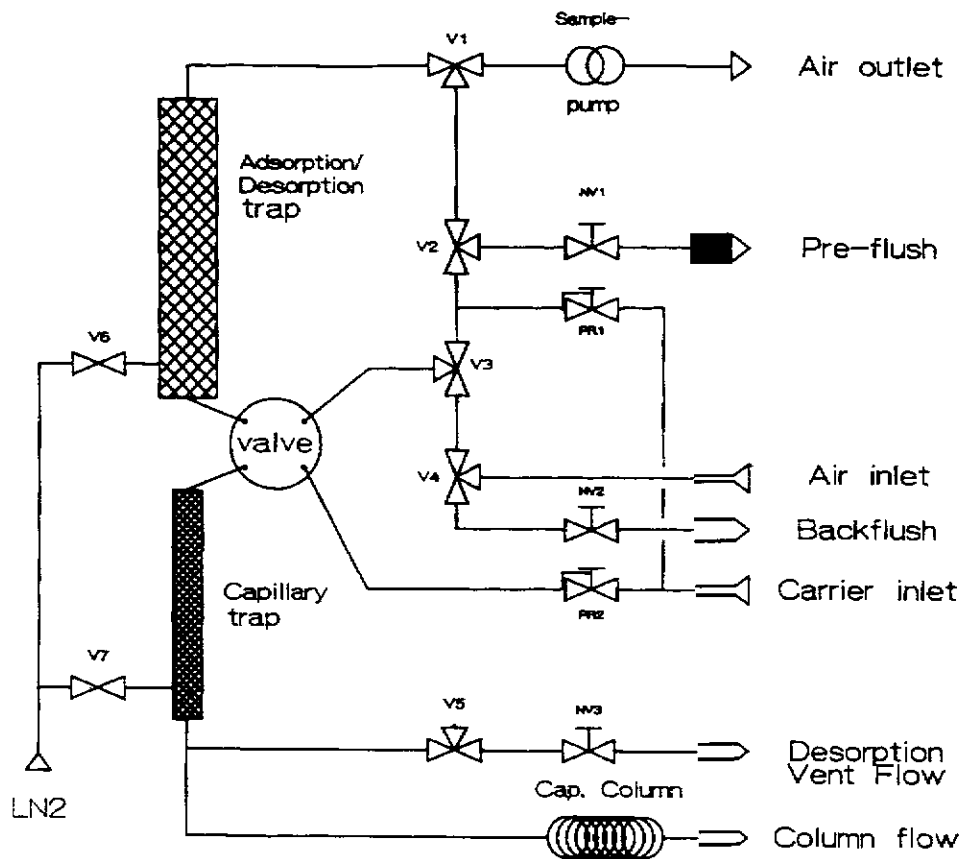 Sample-
V1
Air outlet
pump
Adsorption/
Desorption
trap
NV1
V2
Pre-flush
V6
PR1
V3
valve
V4
Air inlet
NV2
Backflush
Capillary
trap
PR2
Carrier inlet
V7
V5
NV3
Desorption
Vent Flow
Cap. Column
LN2
Column flow